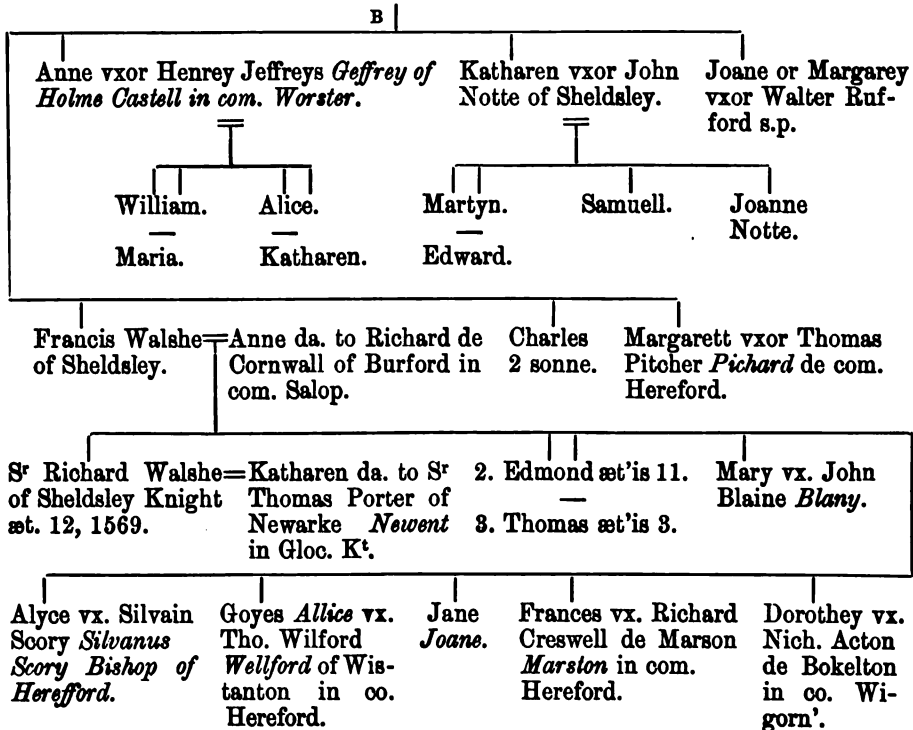 B
Anne vxor Henrey Jeffreys Geffrey of
Holme Castell in com. Worster.
Katharen vxor John
Notte of Sheldsley.
Joane or Margarey
vxor Walter Ruf-
ford s.p.
William.
Maria.
Alice.
Katharen.
Martyn.
Edward.
Samuell.
Joanne
Notte.
Francis Walshe
of Sheldsley.
Anne da. to Richard de
Cornwall of Burford in
com. Salop.
Charles
2 sonne.
Margarett vxor Thomas
Pitcher Pichard de com.
Hereford.
Sʳ Richard Walshe
of Sheldsley Knight
æt. 12, 1569.
Katharen da. to Sʳ
Thomas Porter of
Newarke Newent
in Gloc. Kᵗ.
2. Edmond æt'is 11.
3. Thomas æt'is 3.
Mary vx. John
Blaine Blany.
Alyce vx. Silvain
Scory Silvanus
Scory Bishop of
Herefford.
Goyes Allice vx.
Tho. Wilford
Wellford of Wis-
tanton in co.
Hereford.
Jane
Joane.
Frances vx. Richard
Creswell de Marson
Marston in com.
Hereford.
Dorothey vx.
Nich. Acton
de Bokelton
in co. Wi-
gorn'.